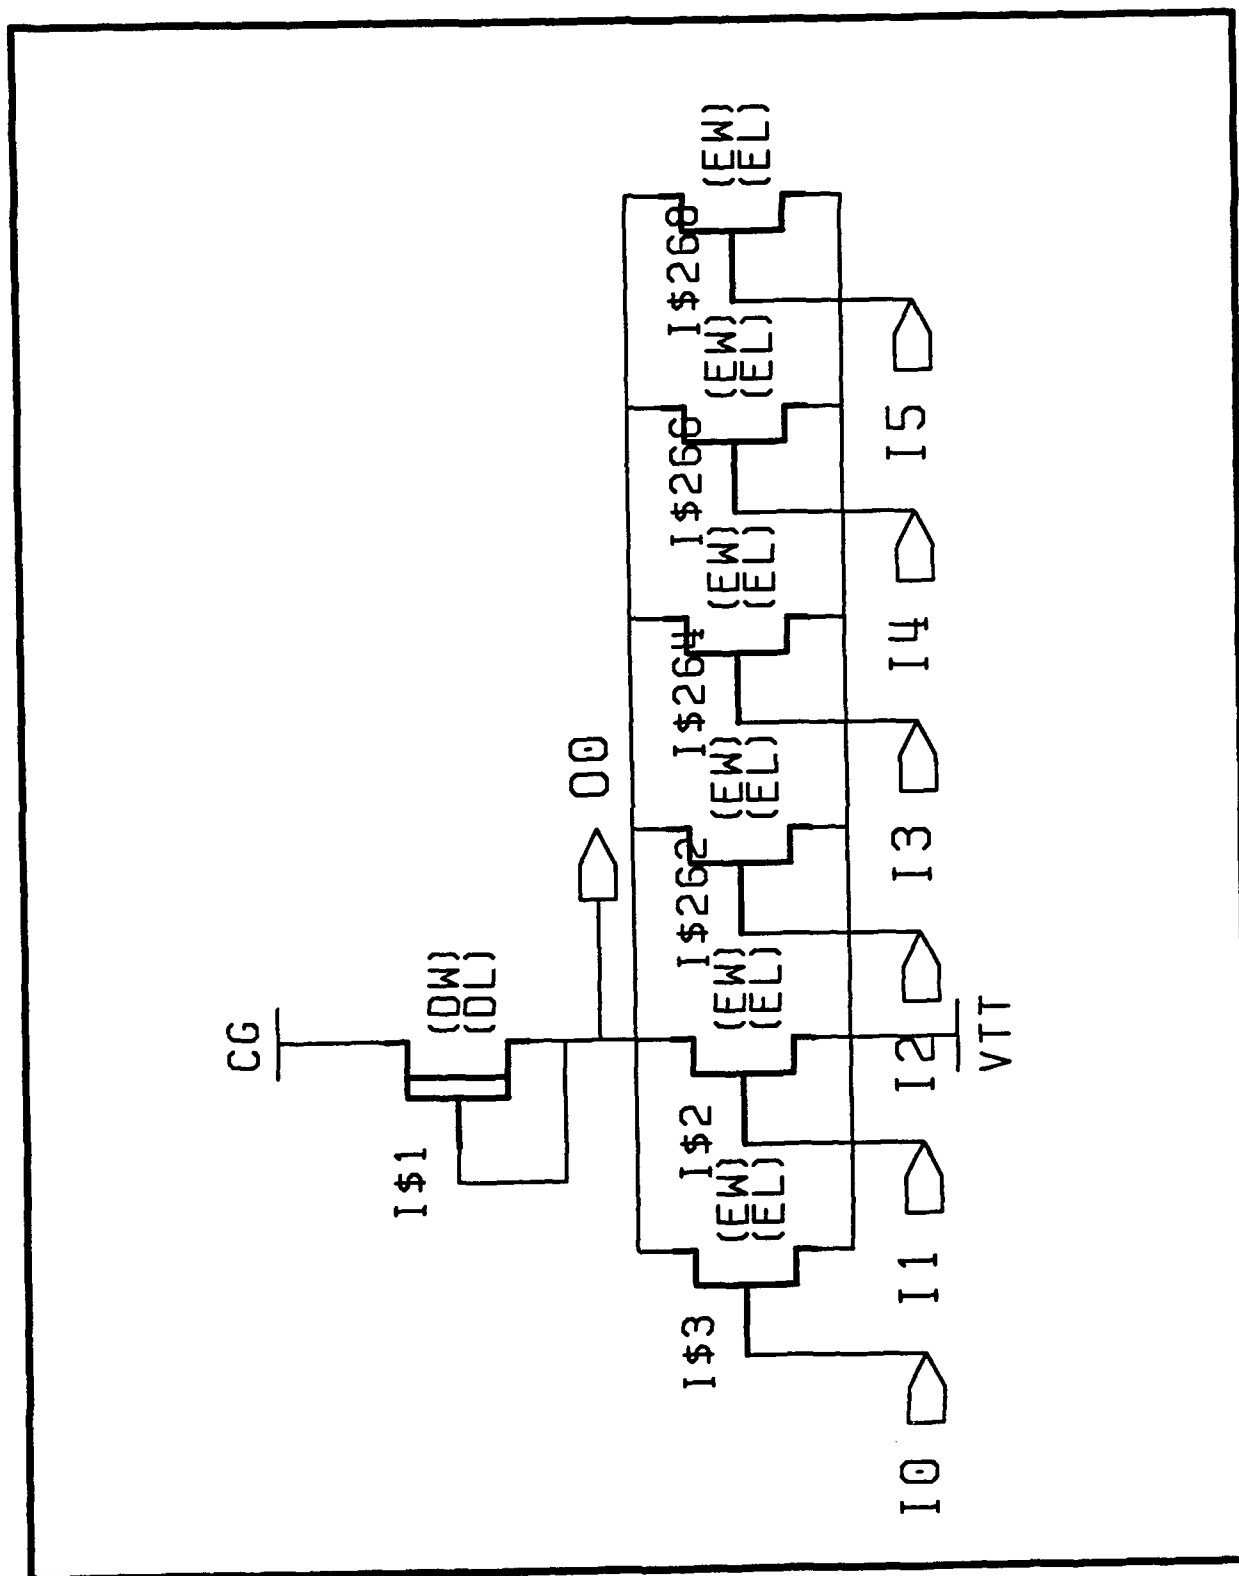 CG
I$1
(DW)
(DL)
O0
I$3
(EW)
(EL)
I$2
(EW)
(EL)
I$262
(EW)
(EL)
I$264
(EW)
(EL)
I$266
(EW)
(EL)
I$268
(EW)
(EL)
I0
I1
I2
I3
I4
I5
VTT